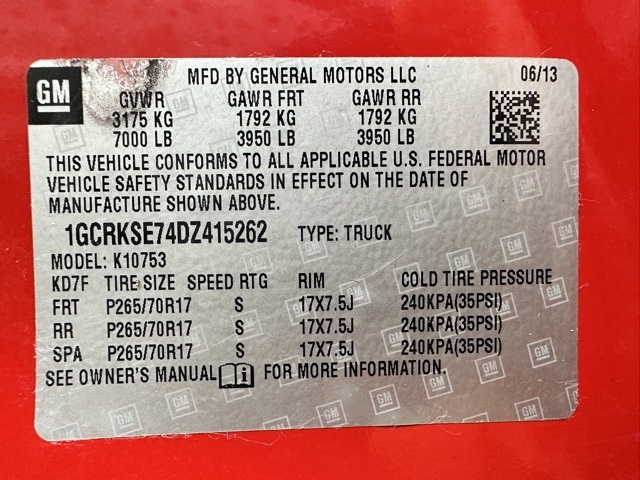 GM MFD BY GENERAL MOTORS LLC 06/13
GVWR GAWR FRT GAWR RR
3175 KG 1792 KG 1792 KG
7000 LB 3950 LB 3950 LB
THIS VEHICLE CONFORMS TO ALL APPLICABLE U.S. FEDERAL MOTOR
VEHICLE SAFETY STANDARDS IN EFFECT ON THE DATE OF
MANUFACTURE SHOWN ABOVE.
1GCRKSE74DZ415262 TYPE: TRUCK
MODEL: K10753
KD7F TIRE SIZE SPEED RTG RIM COLD TIRE PRESSURE
FRT P265/70R17 S 17X7.5J 240KPA(35PSI)
RR P265/70R17 S 17X7.5J 240KPA(35PSI)
SPA P265/70R17 S 17X7.5J 240KPA(35PSI)
SEE OWNER'S MANUAL i FOR MORE INFORMATION.